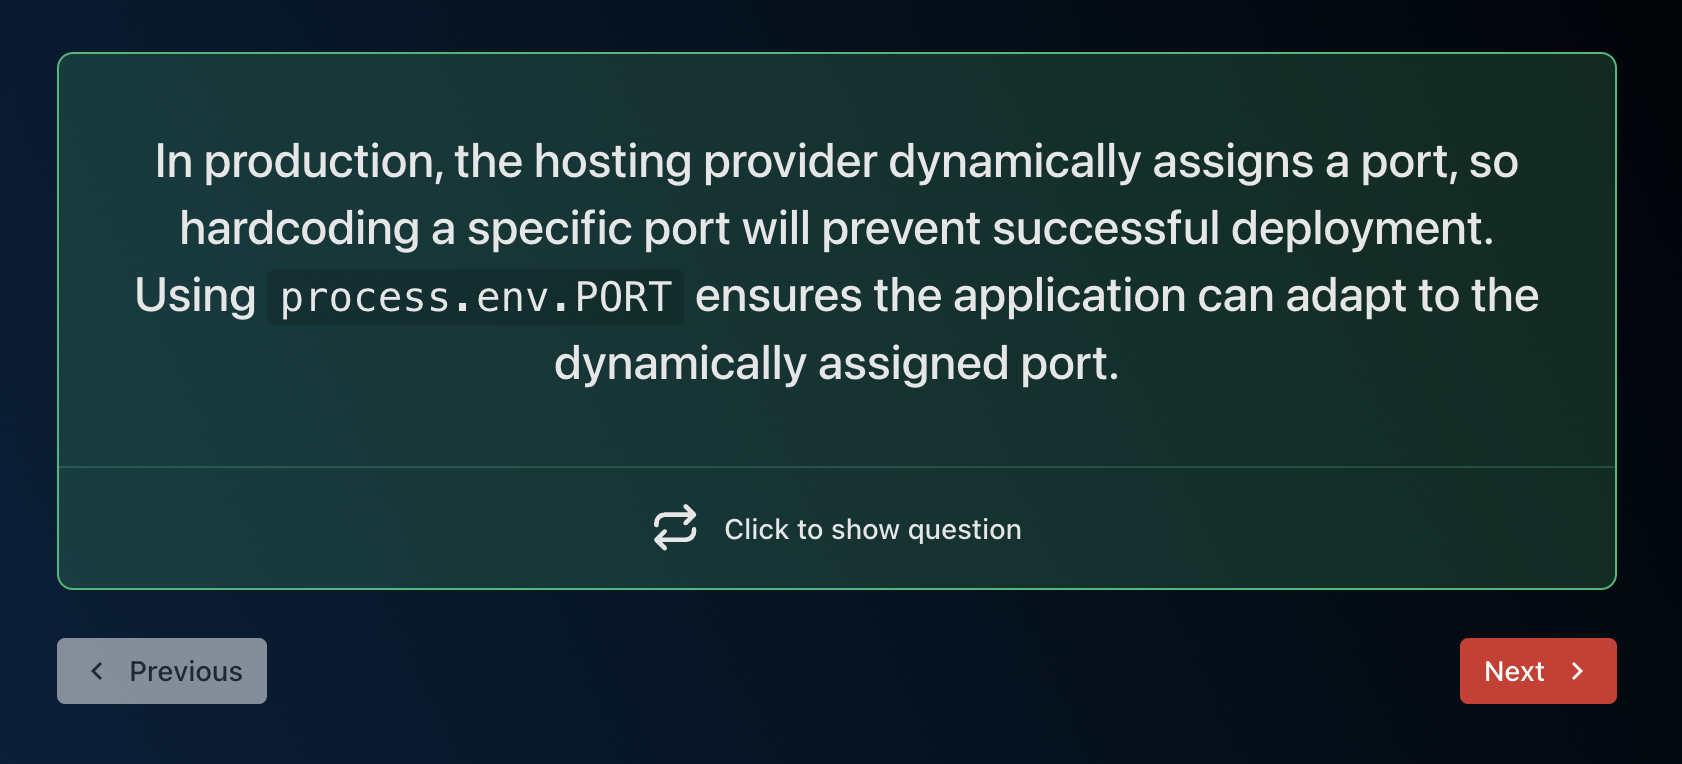 In production, the hosting provider dynamically assigns a port, so
hardcoding a specific port will prevent successful deployment.
Using process.env.PORT ensures the application can adapt to the
dynamically assigned port.
Click to show question
Previous
Next